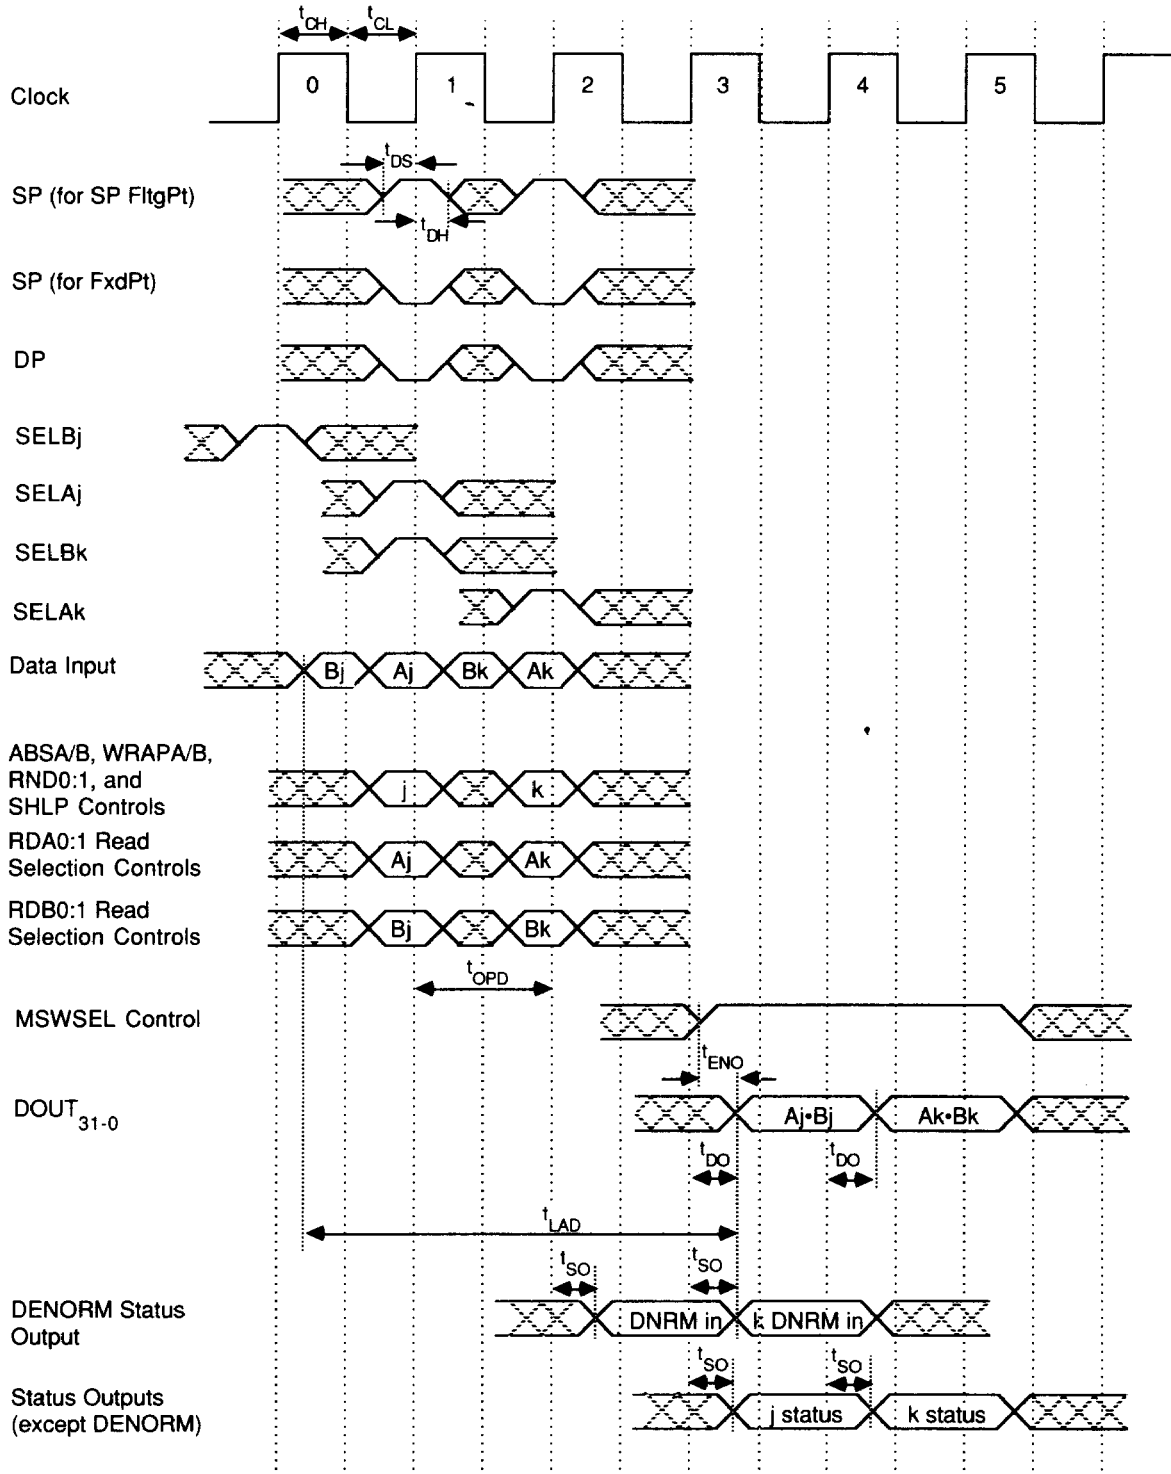 tCH tCL
Clock
0 1 2 3 4 5
tDS
SP (for SP FltgPt)
tDH
SP (for FxdPt)
DP
SELBj
SELAj
SELBk
SELAk
Data Input
Bj Aj Bk Ak
ABSA/B, WRAPA/B,
RND0:1, and
SHLP Controls
j k
RDA0:1 Read
Selection Controls
Aj Ak
RDB0:1 Read
Selection Controls
Bj Bk
tOPD
MSWSEL Control
tENO
DOUT31-0
Aj•Bj Ak•Bk
tDO tDO
tLAD
tSO tSO
DENORM Status
Output
DNRM in k DNRM in
tSO tSO
Status Outputs
(except DENORM)
j status k status